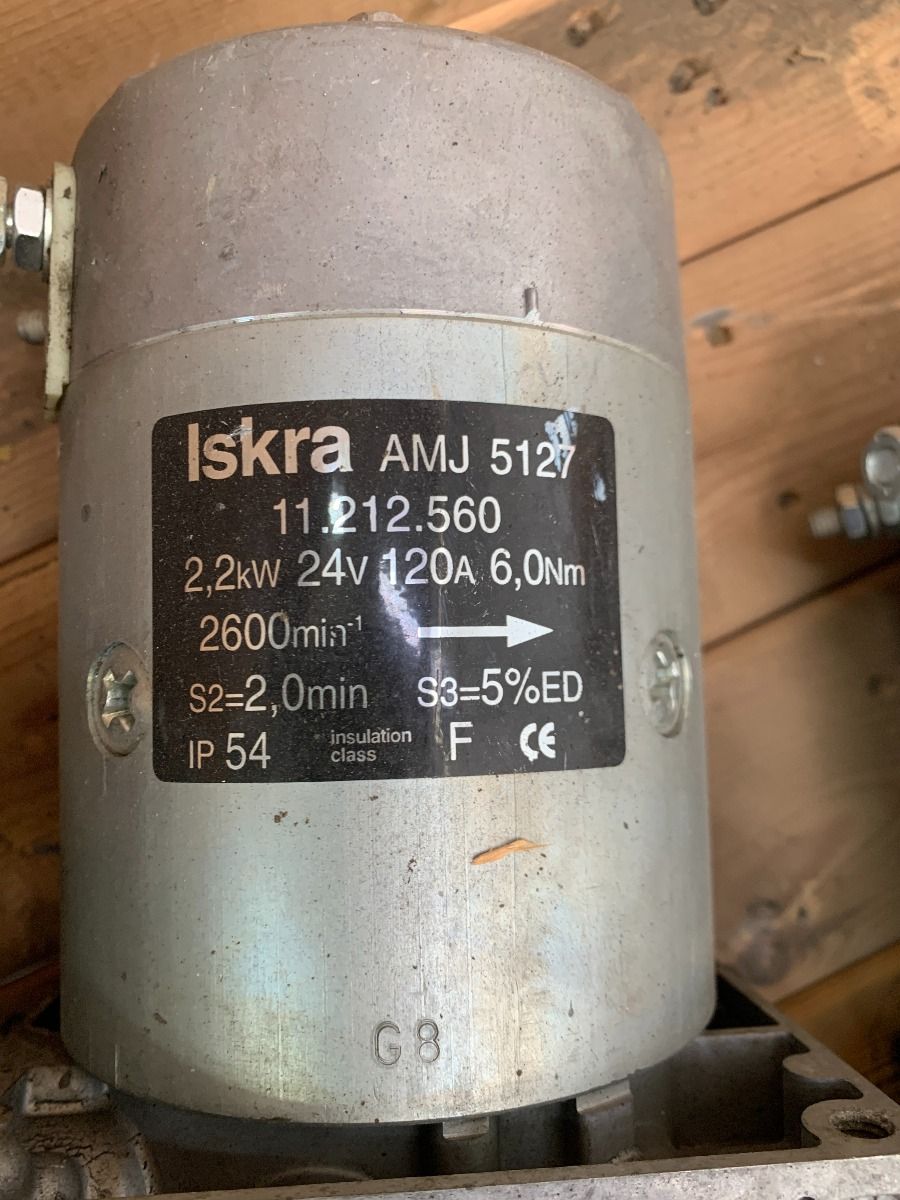 Iskra AMJ 5127
11.212.560
2,2kW 24V 120A 6,0Nm
2600min⁻¹ →
S2=2,0min S3=5%ED
IP 54 insulation class F CE
G8